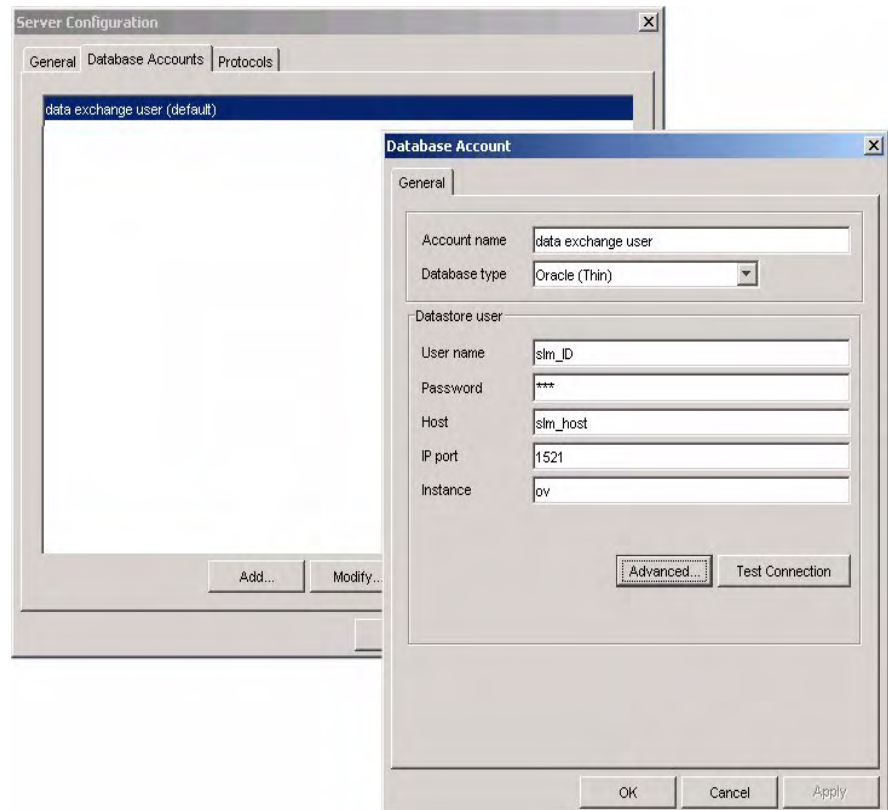 Server Configuration
General Database Accounts Protocols
data exchange user (default)
Add... Modify...
Database Account
General
Account name data exchange user
Database type Oracle (Thin)
Datastore user
User name slm_ID
Password ***
Host slm_host
IP port 1521
Instance ov
Advanced... Test Connection
OK Cancel Apply